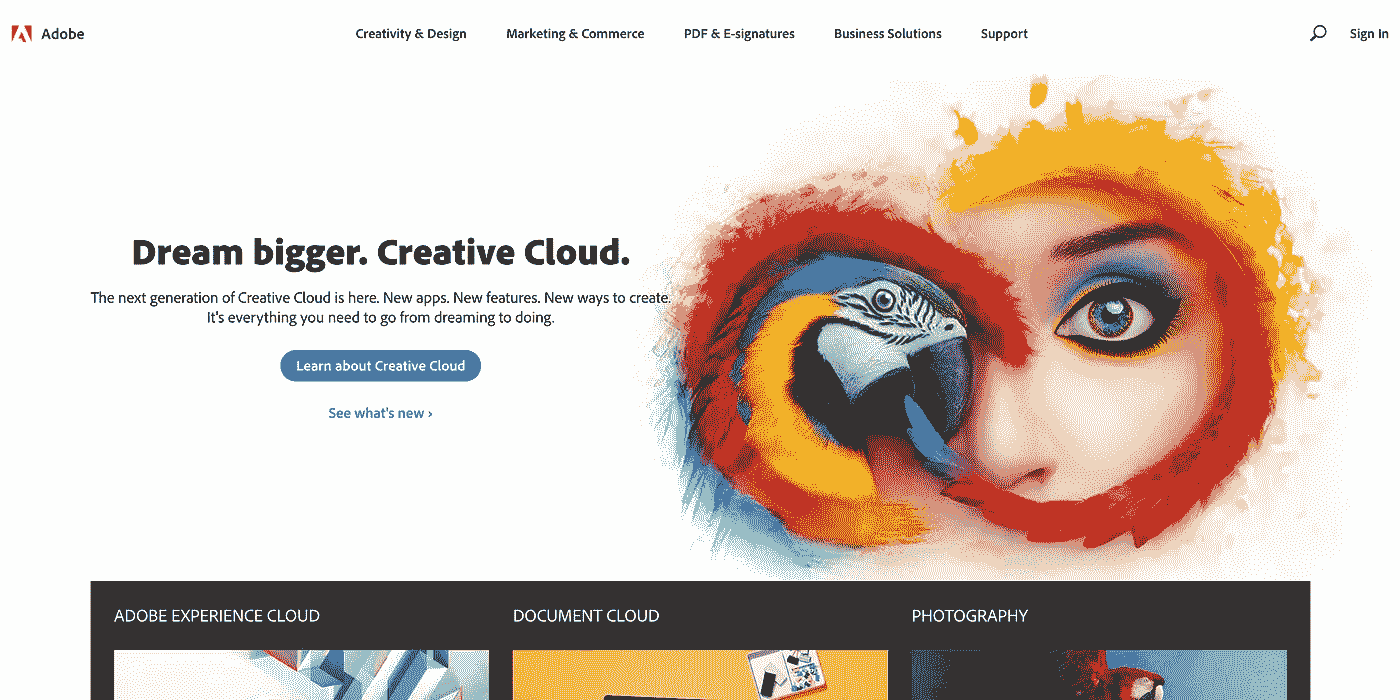 Adobe
Creativity & Design
Marketing & Commerce
PDF & E-signatures
Business Solutions
Support
Sign In
Dream bigger. Creative Cloud.
The next generation of Creative Cloud is here. New apps. New features. New ways to create.
It's everything you need to go from dreaming to doing.
Learn about Creative Cloud
See what's new ›
ADOBE EXPERIENCE CLOUD
DOCUMENT CLOUD
PHOTOGRAPHY